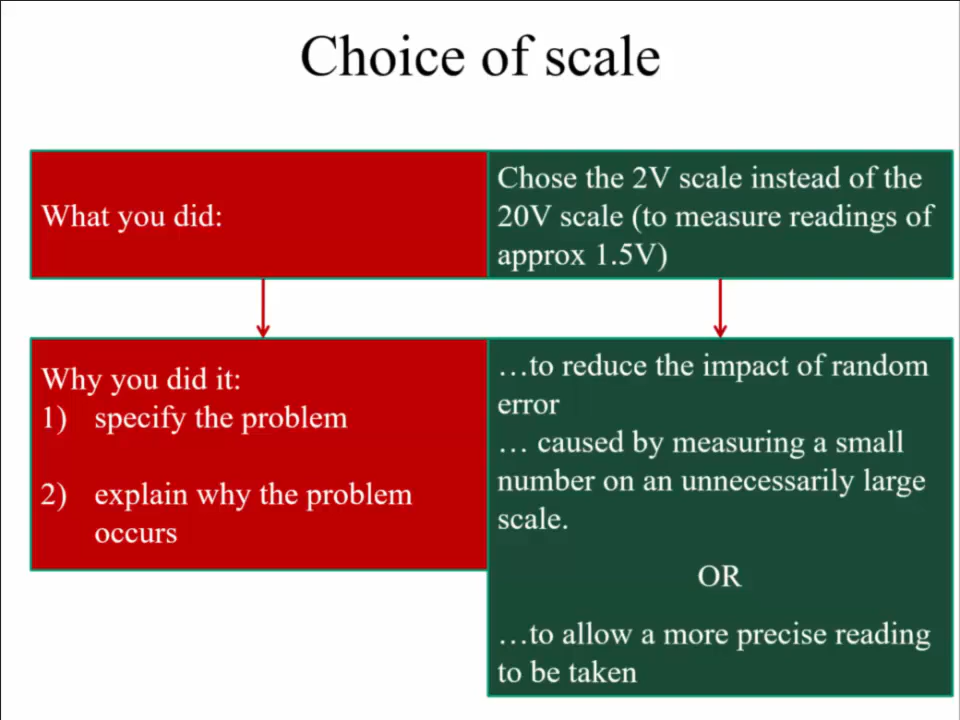 Choice of scale
What you did:
Chose the 2V scale instead of the
20V scale (to measure readings of
approx 1.5V)
Why you did it:
1) specify the problem
2) explain why the problem
occurs
…to reduce the impact of random
error
… caused by measuring a small
number on an unnecessarily large
scale.
OR
…to allow a more precise reading
to be taken